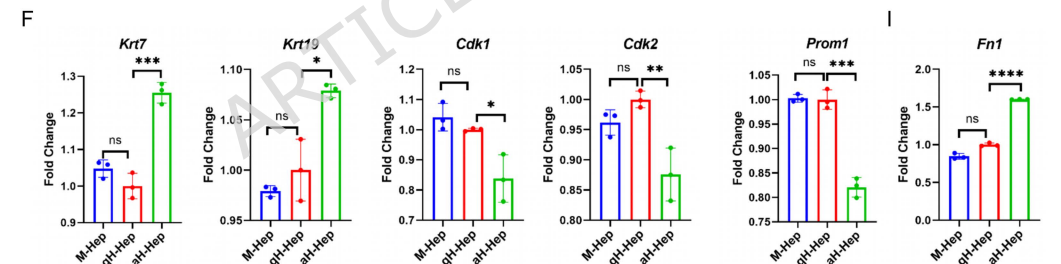 F
I
Krt7
Fold Change
1.3
1.2
1.1
1.0
0.9
ns
***
M-Hep
qH-Hep
aH-Hep
Krt19
Fold Change
1.10
1.05
1.00
0.95
ns
*
M-Hep
qH-Hep
aH-Hep
Cdk1
Fold Change
1.2
1.1
1.0
0.9
0.8
0.7
ns
*
M-Hep
qH-Hep
aH-Hep
Cdk2
Fold Change
1.05
1.00
0.95
0.90
0.85
0.80
ns
**
M-Hep
qH-Hep
aH-Hep
Prom1
Fold Change
1.05
1.00
0.95
0.90
0.85
0.80
0.75
ns
***
M-Hep
qH-Hep
aH-Hep
Fn1
Fold Change
2.0
1.5
1.0
0.5
0.0
ns
****
M-Hep
qH-Hep
aH-Hep
ARTIC